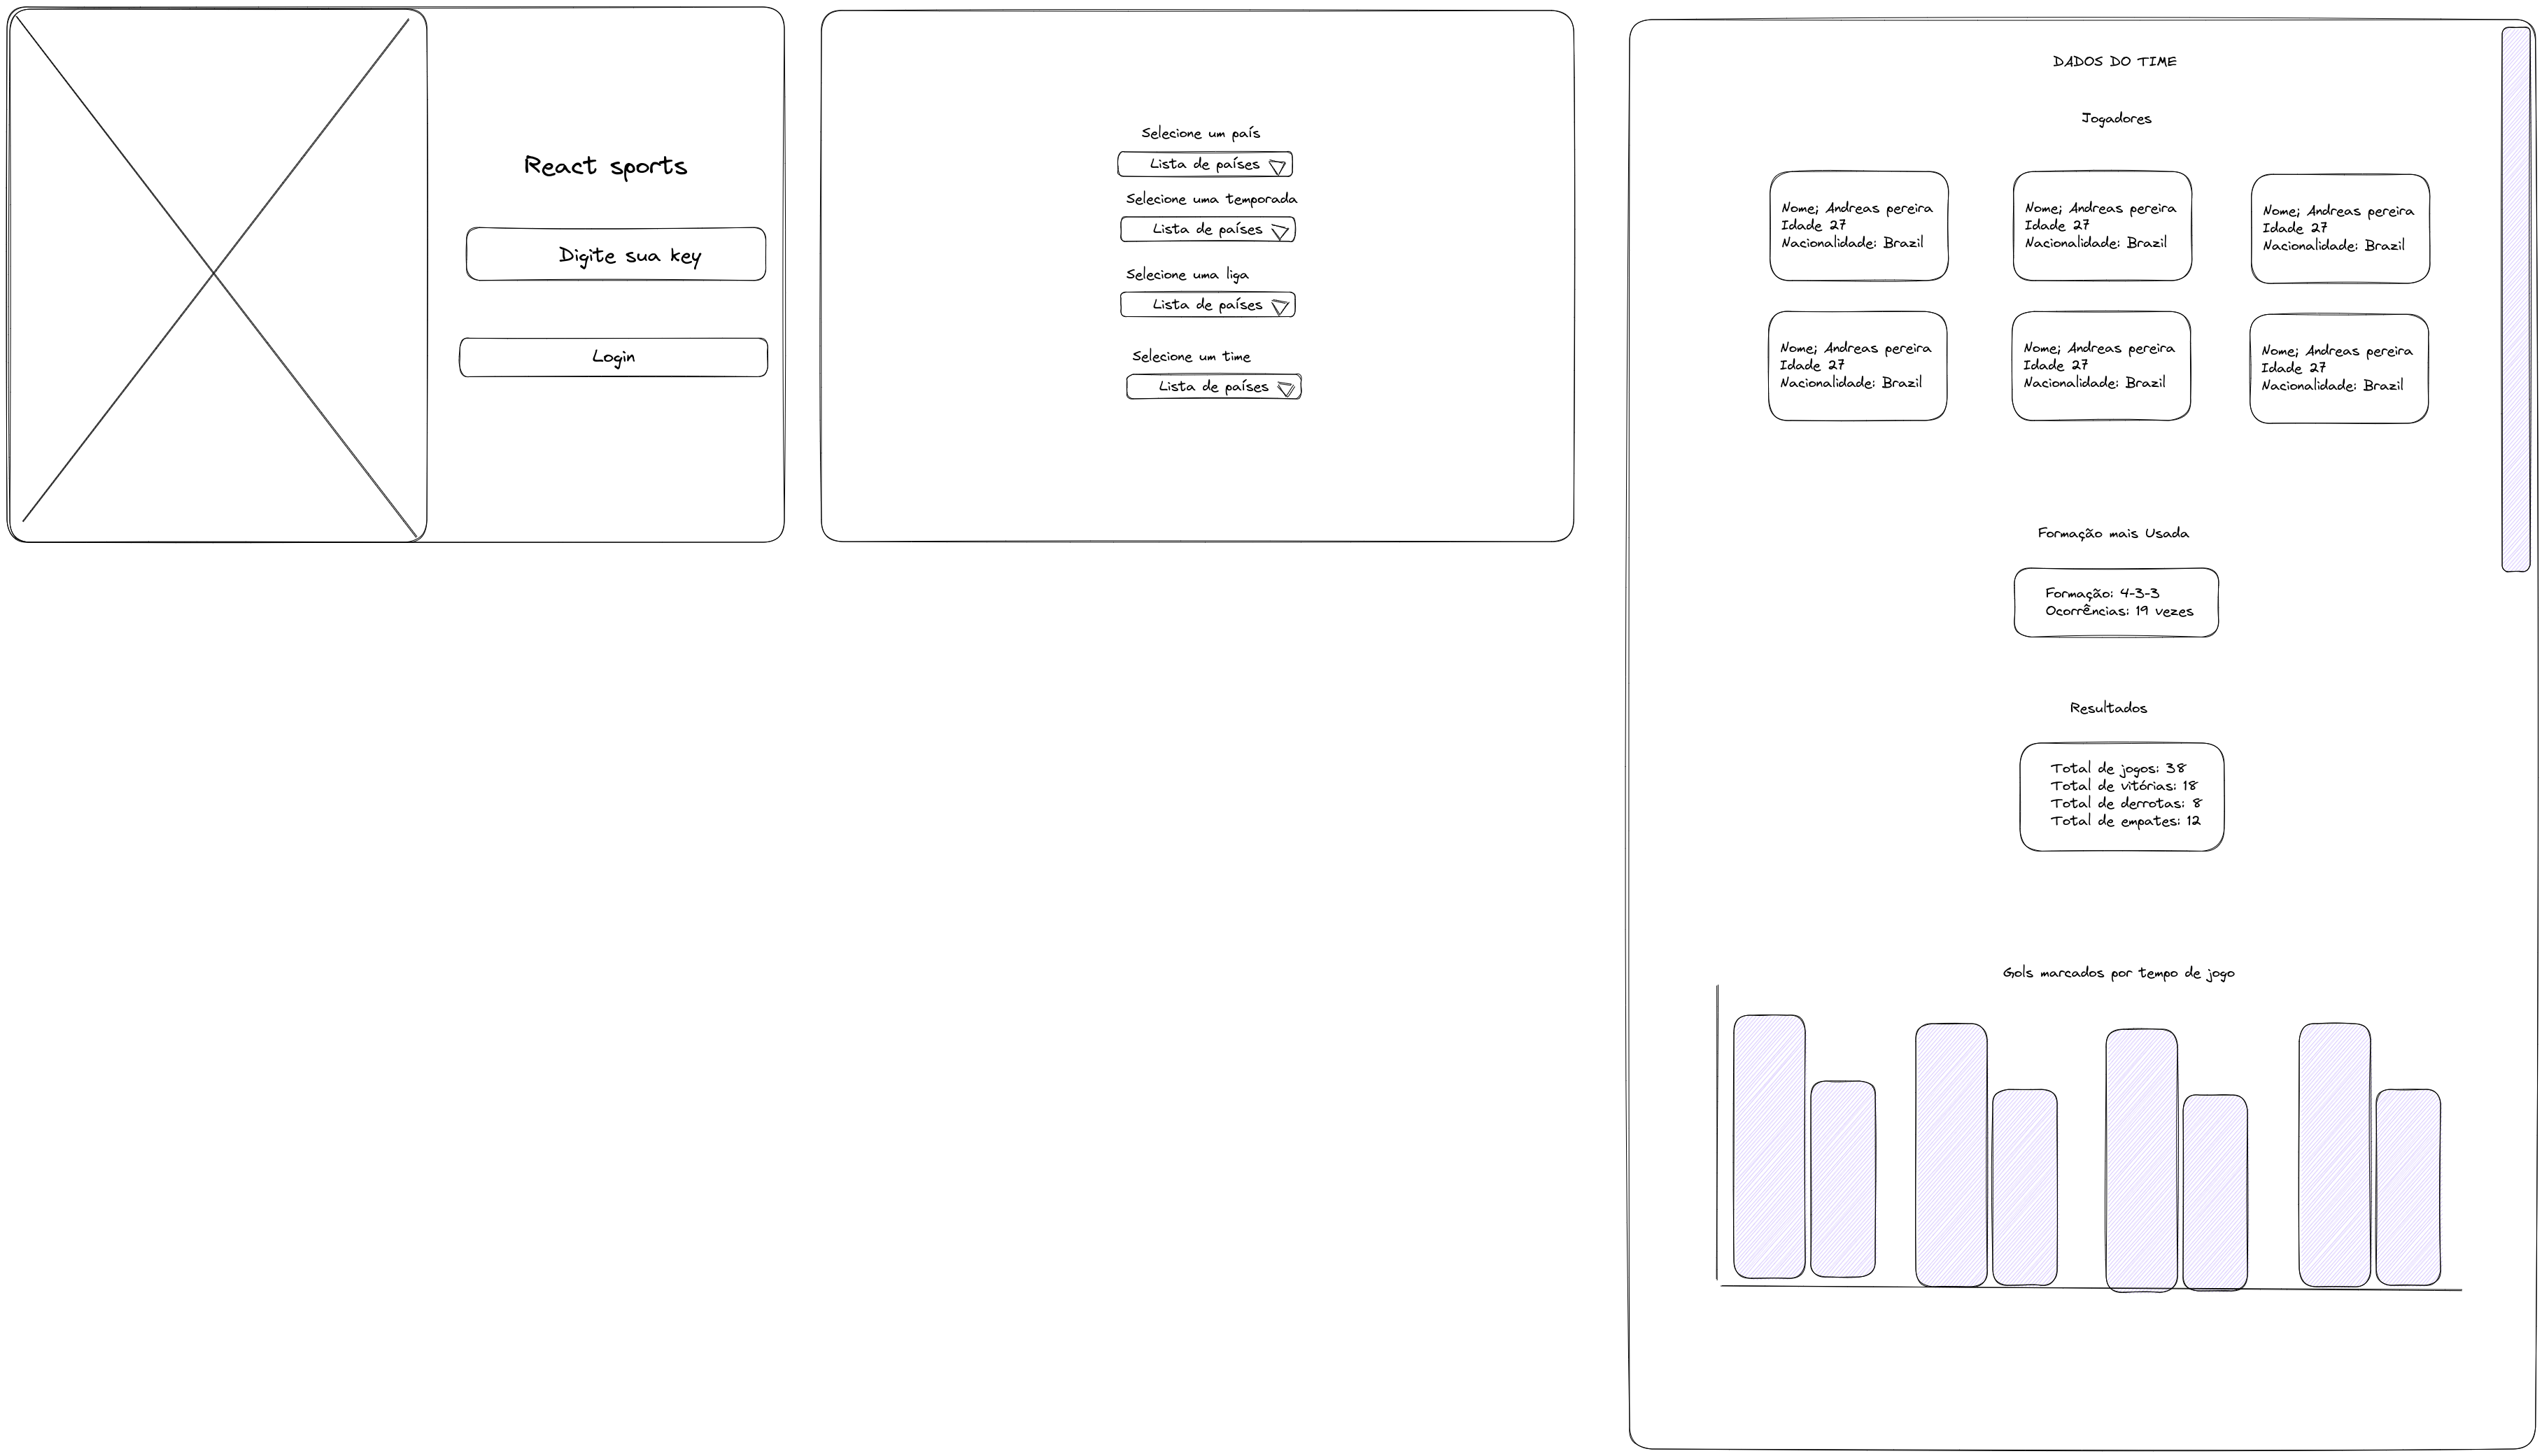 React sports
Digite sua key
Login
Selecione um país
Lista de países
Selecione uma temporada
Lista de países
Selecione uma liga
Lista de países
Selecione um time
Lista de países
DADOS DO TIME
Jogadores
Nome; Andreas pereira
Idade 27
Nacionalidade: Brazil
Nome; Andreas pereira
Idade 27
Nacionalidade: Brazil
Nome; Andreas pereira
Idade 27
Nacionalidade: Brazil
Nome; Andreas pereira
Idade 27
Nacionalidade: Brazil
Nome; Andreas pereira
Idade 27
Nacionalidade: Brazil
Nome; Andreas pereira
Idade 27
Nacionalidade: Brazil
Formação mais Usada
Formação: 4-3-3
Ocorrências: 19 vezes
Resultados
Total de jogos: 38
Total de vitórias: 18
Total de derrotas: 8
Total de empates: 12
Gols marcados por tempo de jogo